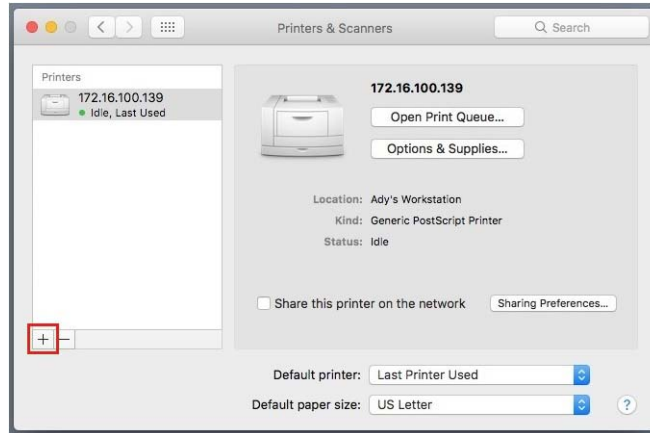 Printers & Scanners
Search
Printers
172.16.100.139
Idle, Last Used
172.16.100.139
Open Print Queue...
Options & Supplies...
Location: Ady's Workstation
Kind: Generic PostScript Printer
Status: Idle
Share this printer on the network
Sharing Preferences...
+ −
Default printer: Last Printer Used
Default paper size: US Letter
?